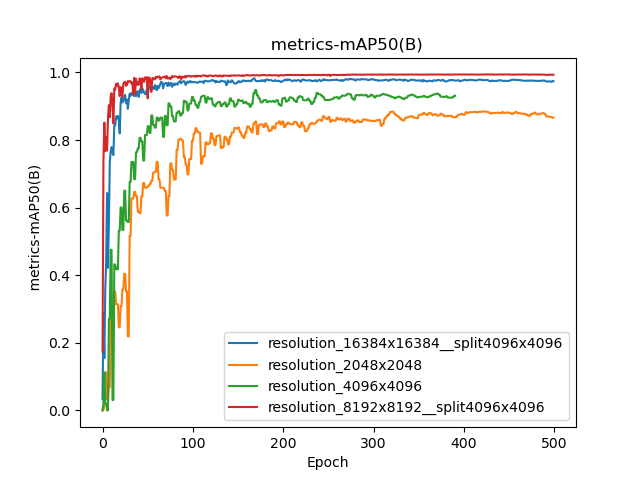 metrics-mAP50(B)
metrics-mAP50(B)
1.0
0.8
0.6
0.4
0.2
0.0
resolution_16384x16384__split4096x4096
resolution_2048x2048
resolution_4096x4096
resolution_8192x8192__split4096x4096
0
100
200
300
400
500
Epoch